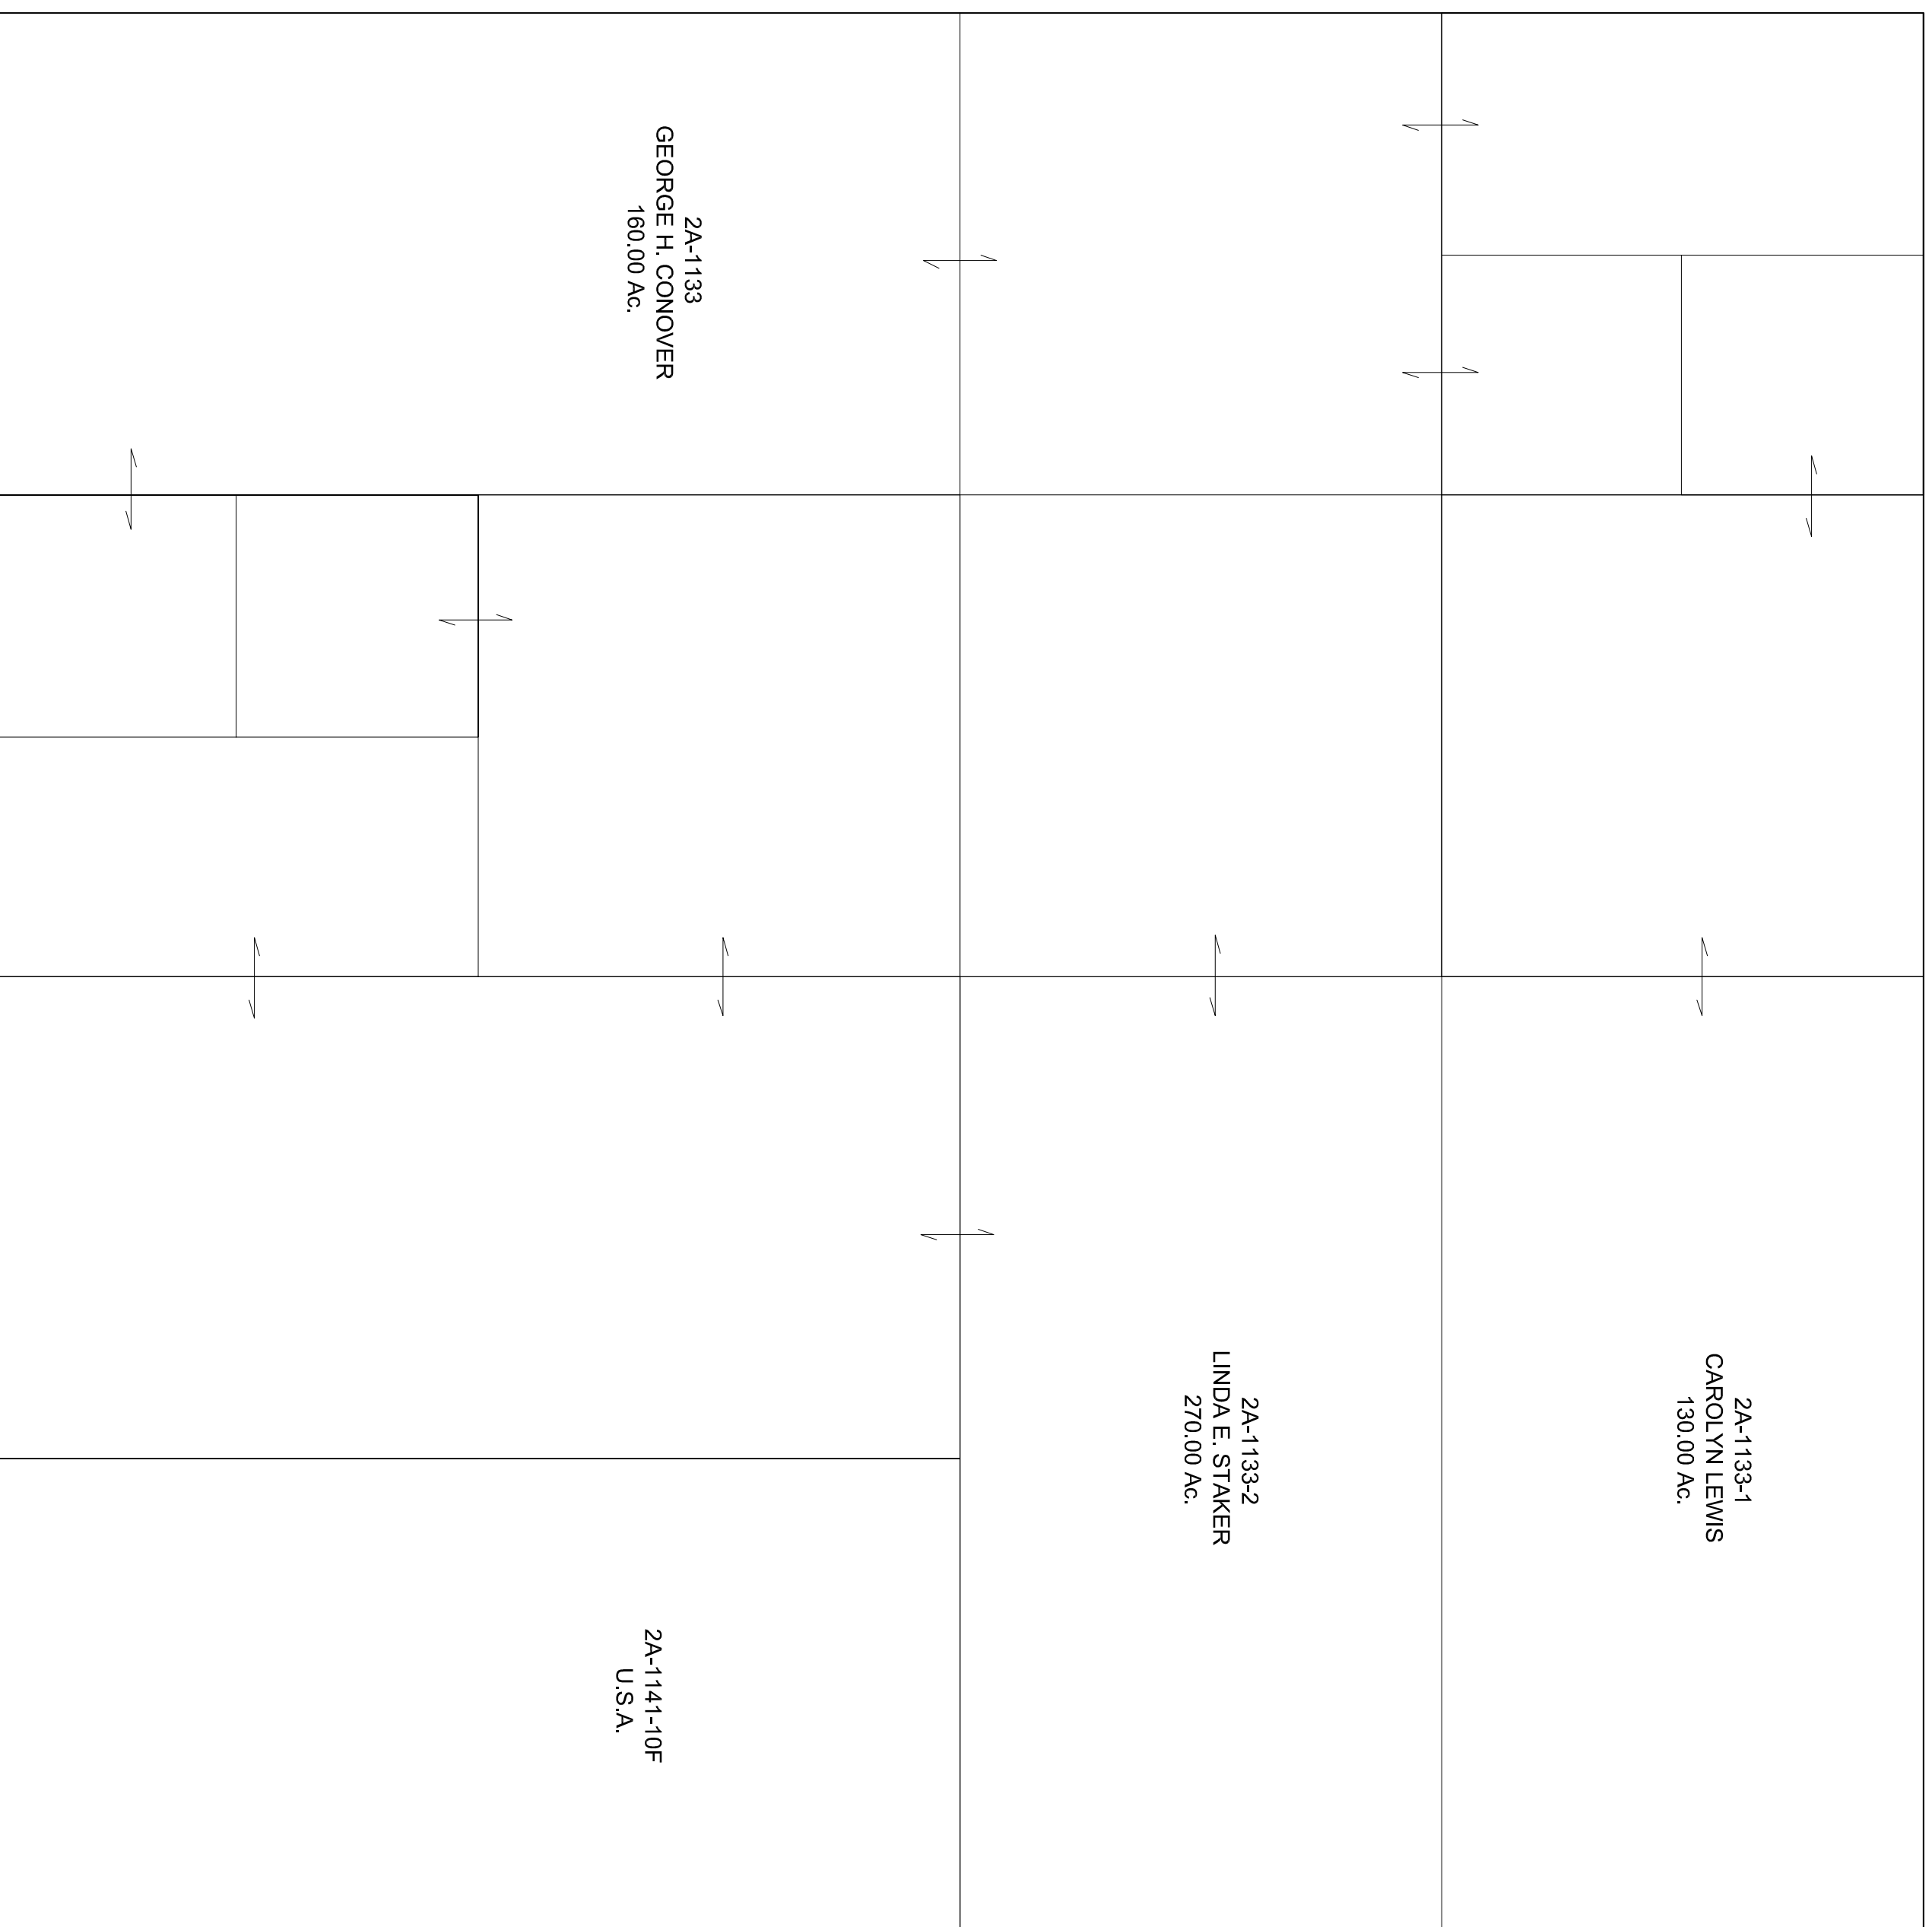 2A-1133
GEORGE H. CONOVER
160.00 Ac.
2A-1133-1
CAROLYN LEWIS
130.00 Ac.
2A-1133-2
LINDA E. STAKER
270.00 Ac.
2A-1141-10F
U.S.A.